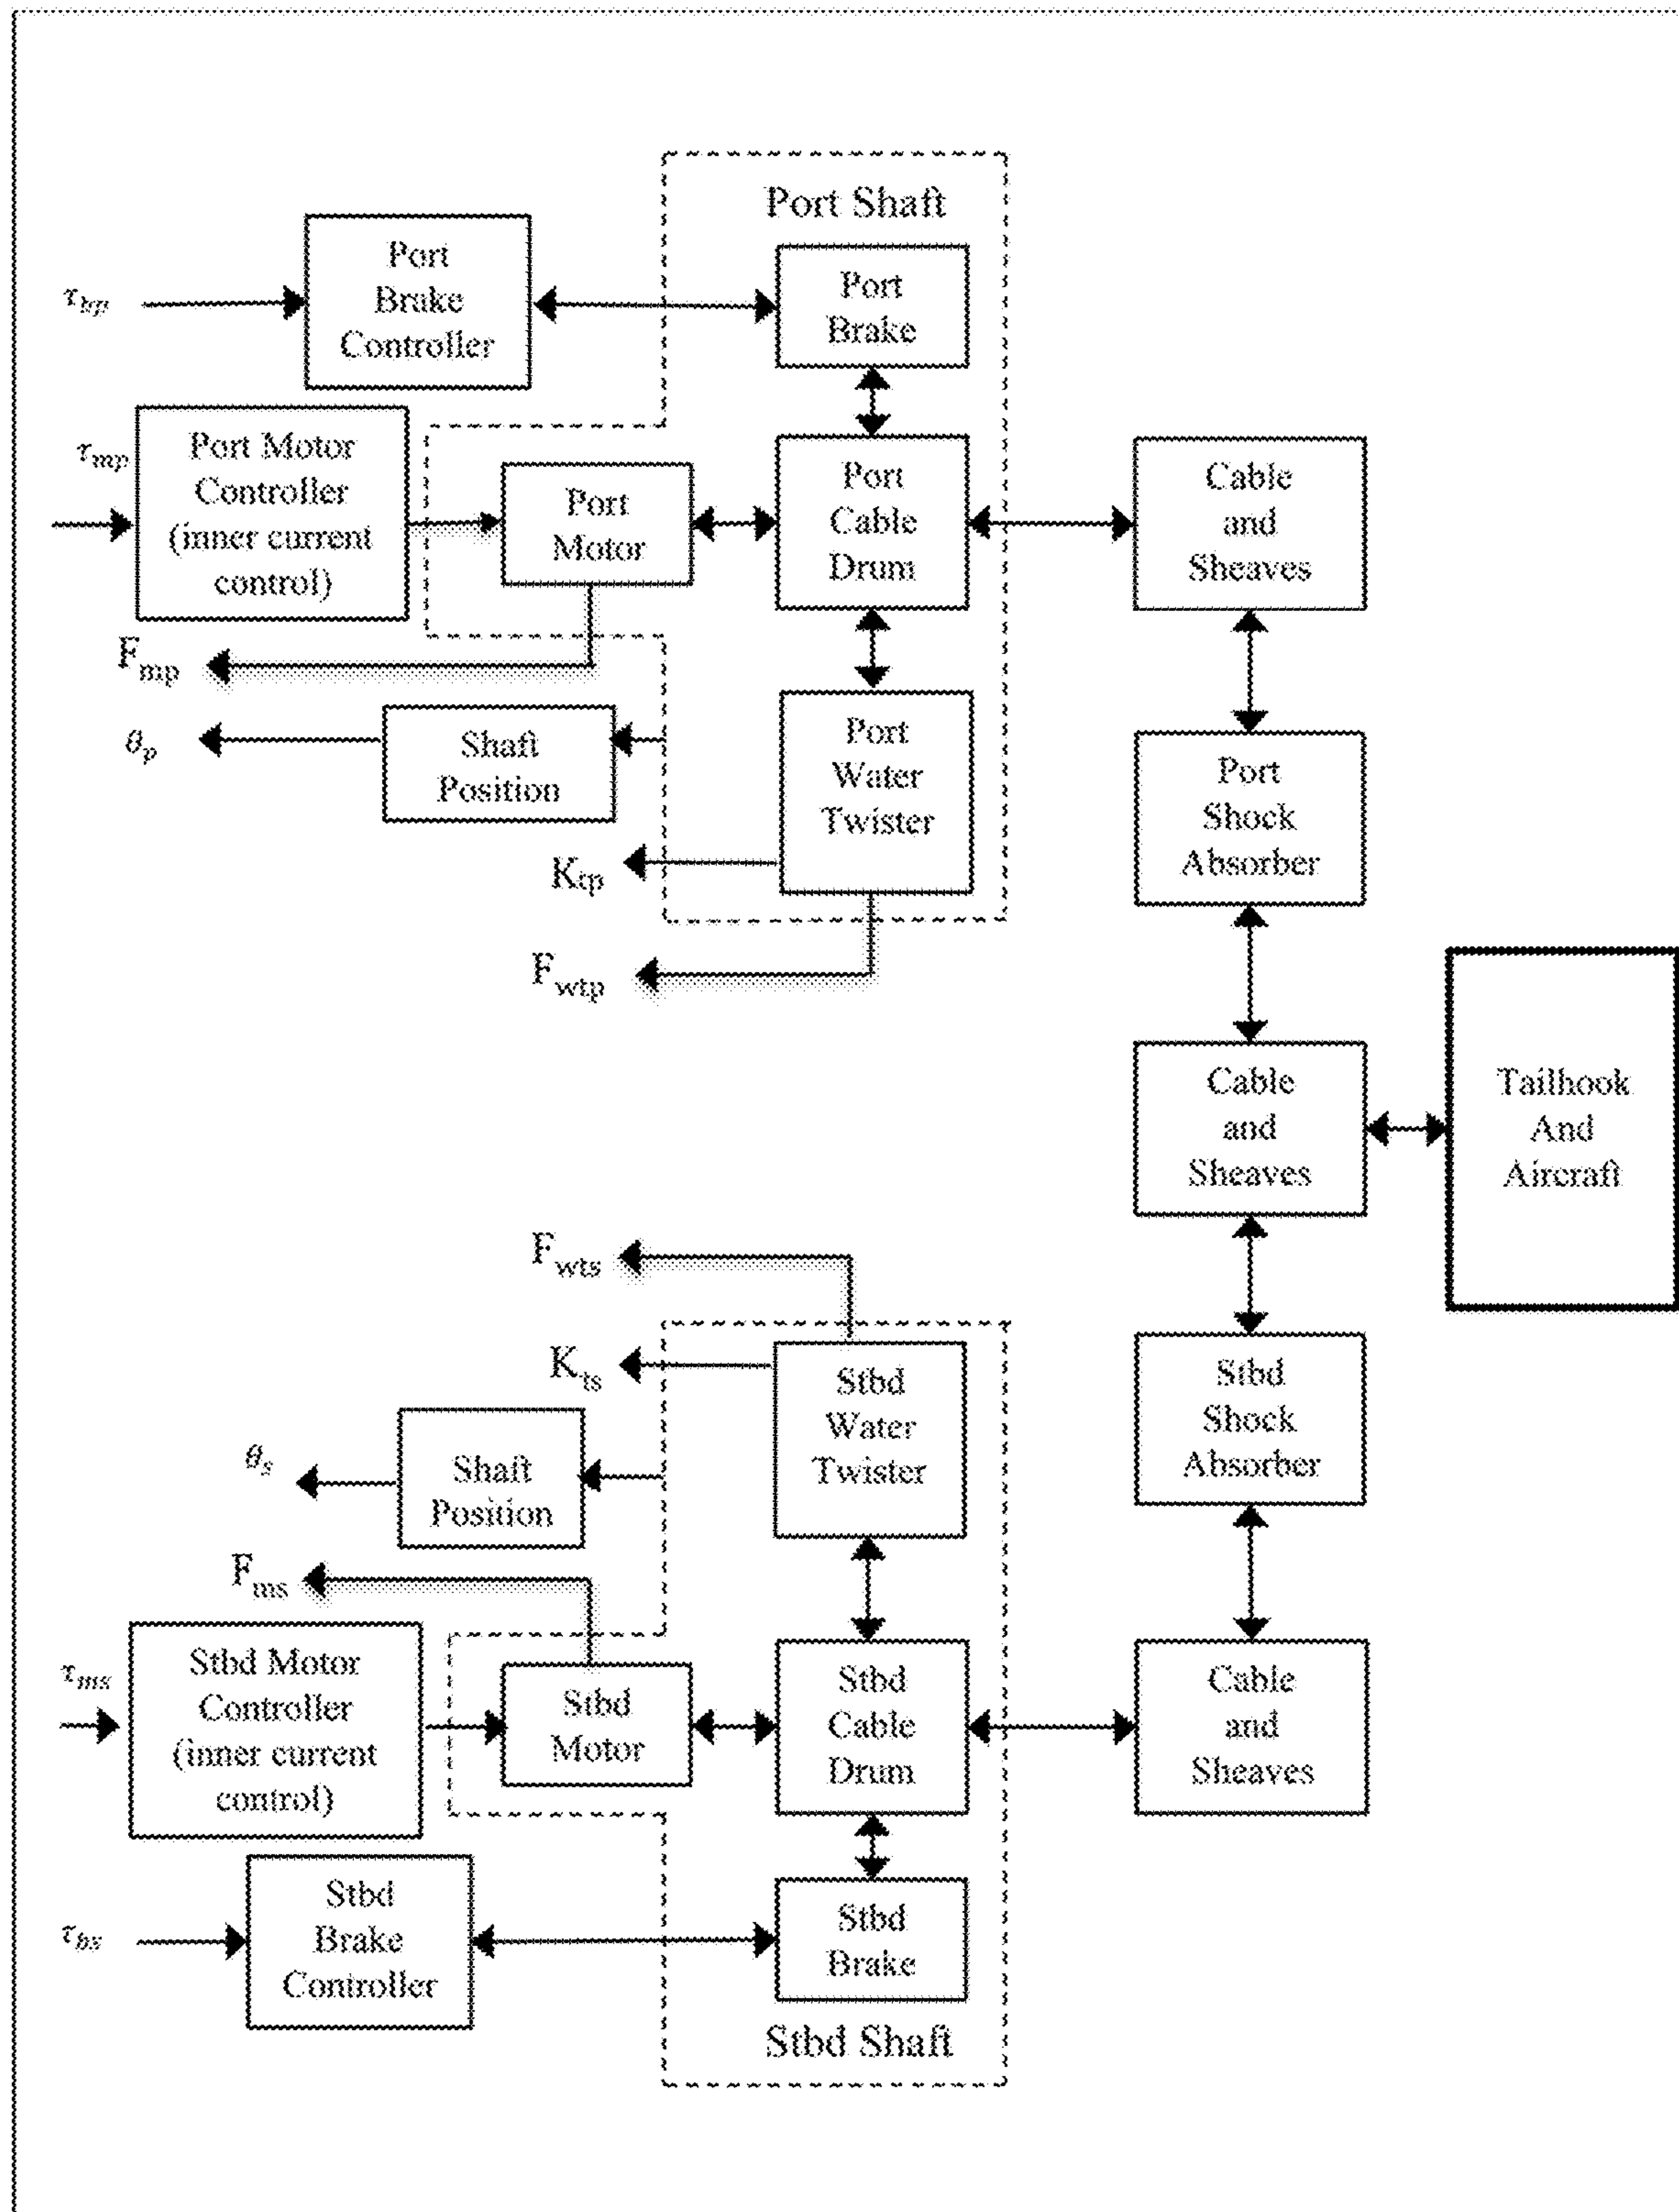 Port Shaft
τbp
Port
Brake
Controller
Port
Brake
τmp
Port Motor
Controller
(inner current
control)
Port
Motor
Port
Cable
Drum
Cable
and
Sheaves
Fmp
θp
Shaft
Position
Port
Water
Twister
Port
Shock
Absorber
Ktp
Fwtp
Cable
and
Sheaves
Tailhook
And
Aircraft
Fwts
Kts
Stbd
Water
Twister
Stbd
Shock
Absorber
θs
Shaft
Position
Fms
τms
Stbd Motor
Controller
(inner current
control)
Stbd
Motor
Stbd
Cable
Drum
Cable
and
Sheaves
τbs
Stbd
Brake
Controller
Stbd
Brake
Stbd Shaft